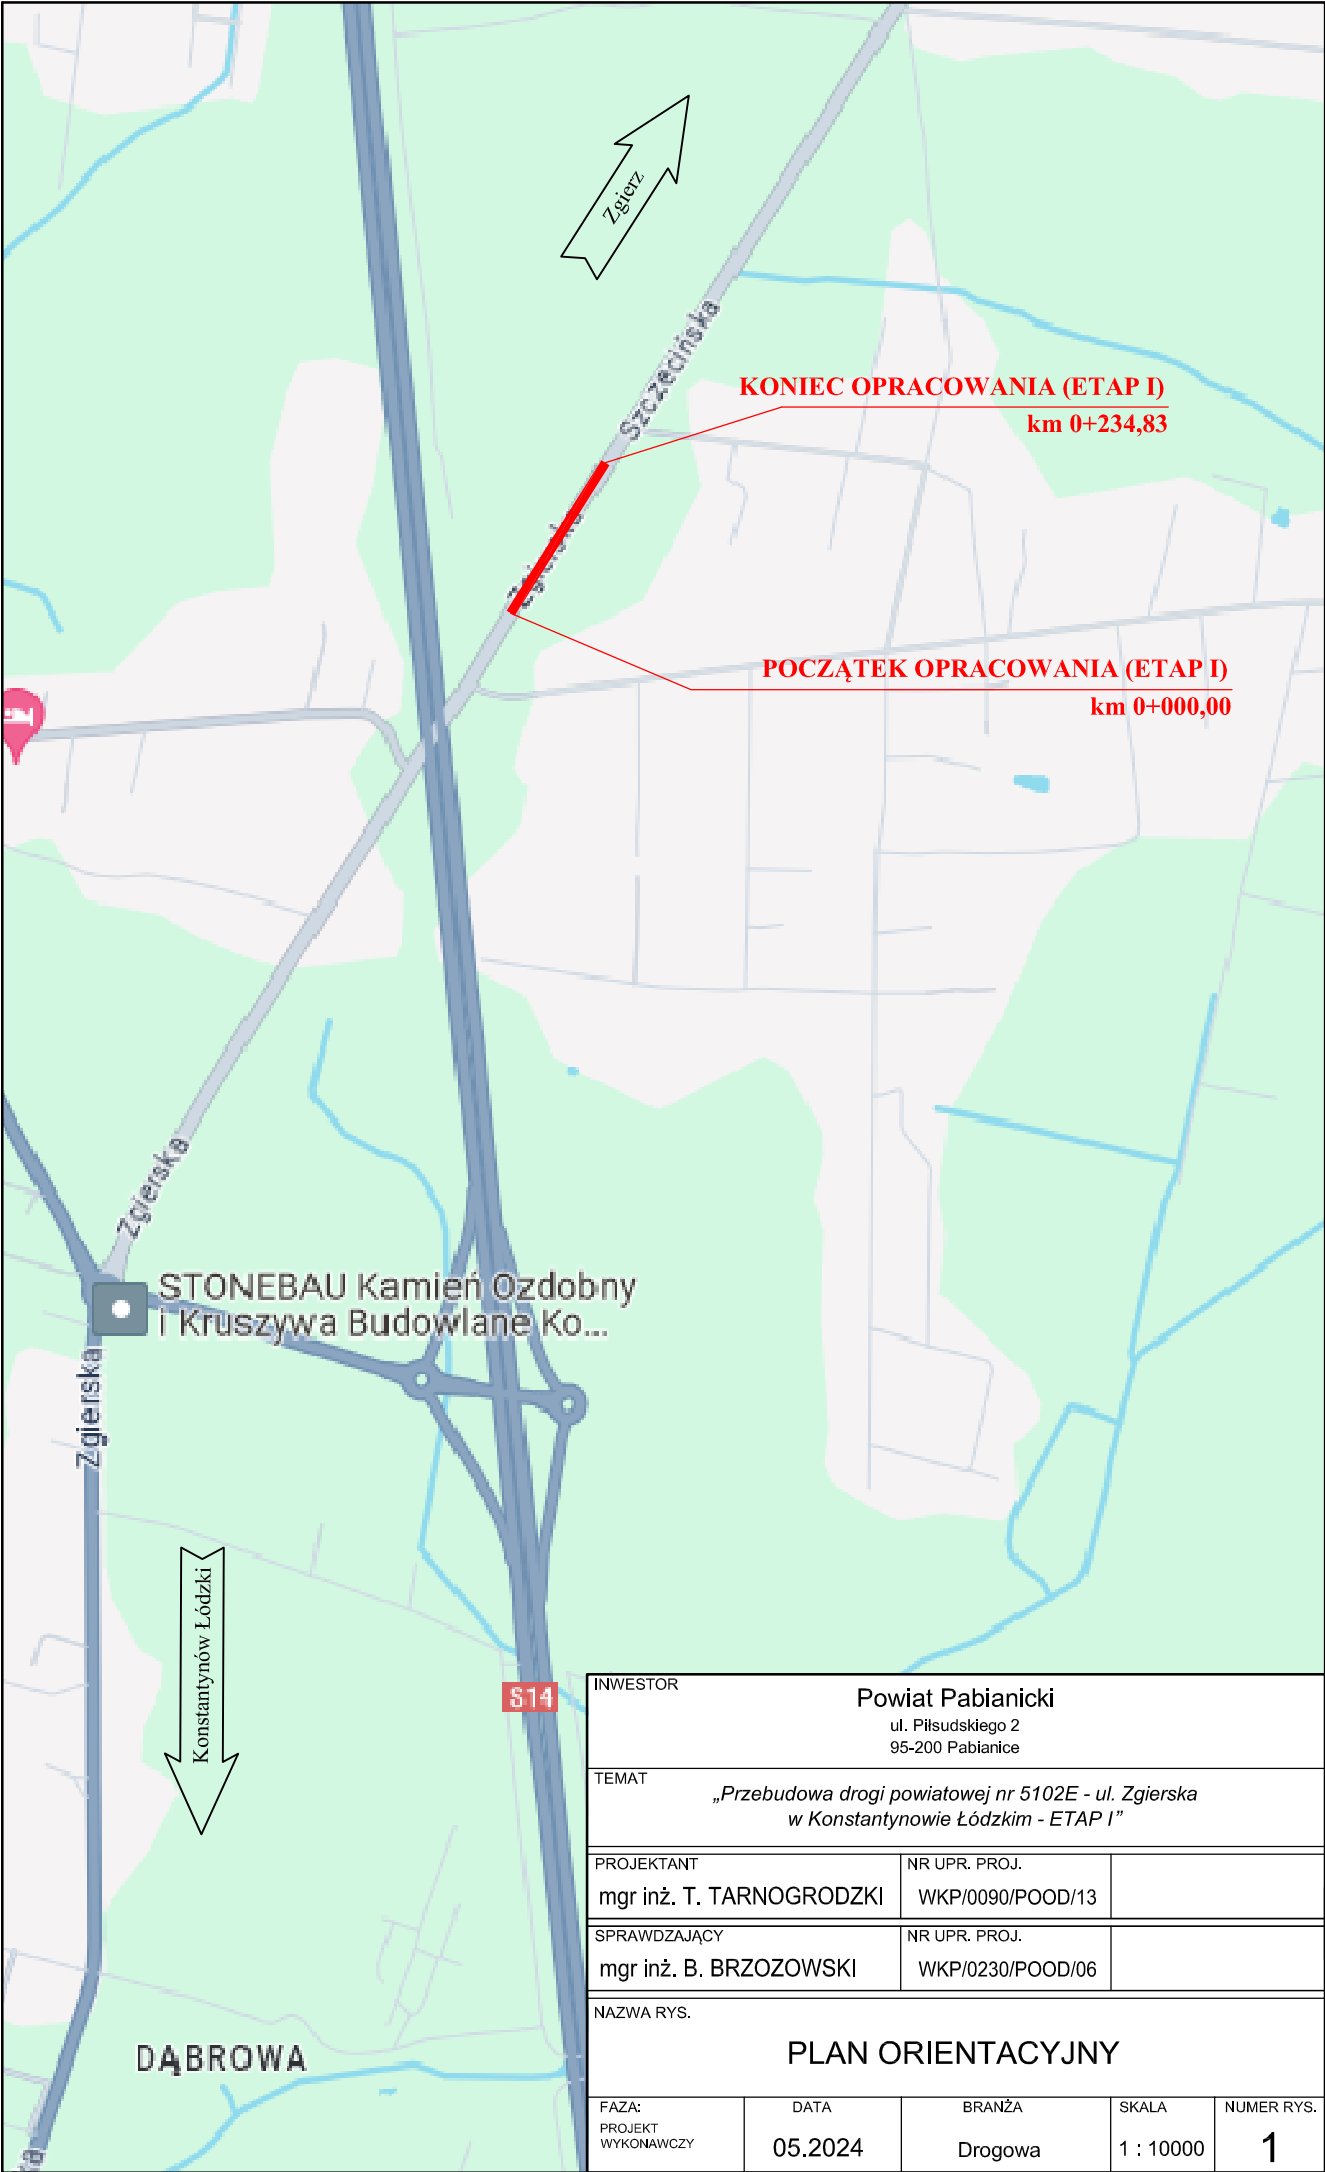 Zgierz
Szczecińska
KONIEC OPRACOWANIA (ETAP I)
km 0+234,83
POCZĄTEK OPRACOWANIA (ETAP I)
km 0+000,00
Zgierska
STONEBAU Kamień Ozdobny
i Kruszywa Budowlane Ko...
Zgierska
Konstantynów Łódzki
S14
DĄBROWA
INWESTOR
Powiat Pabianicki
ul. Piłsudskiego 2
95-200 Pabianice
TEMAT
„Przebudowa drogi powiatowej nr 5102E - ul. Zgierska
w Konstantynowie Łódzkim - ETAP I”
PROJEKTANT
mgr inż. T. TARNOGRODZKI
NR UPR. PROJ.
WKP/0090/POOD/13
SPRAWDZAJĄCY
mgr inż. B. BRZOZOWSKI
NR UPR. PROJ.
WKP/0230/POOD/06
NAZWA RYS.
PLAN ORIENTACYJNY
FAZA:
PROJEKT
WYKONAWCZY
DATA
05.2024
BRANŻA
Drogowa
SKALA
1 : 10000
NUMER RYS.
1